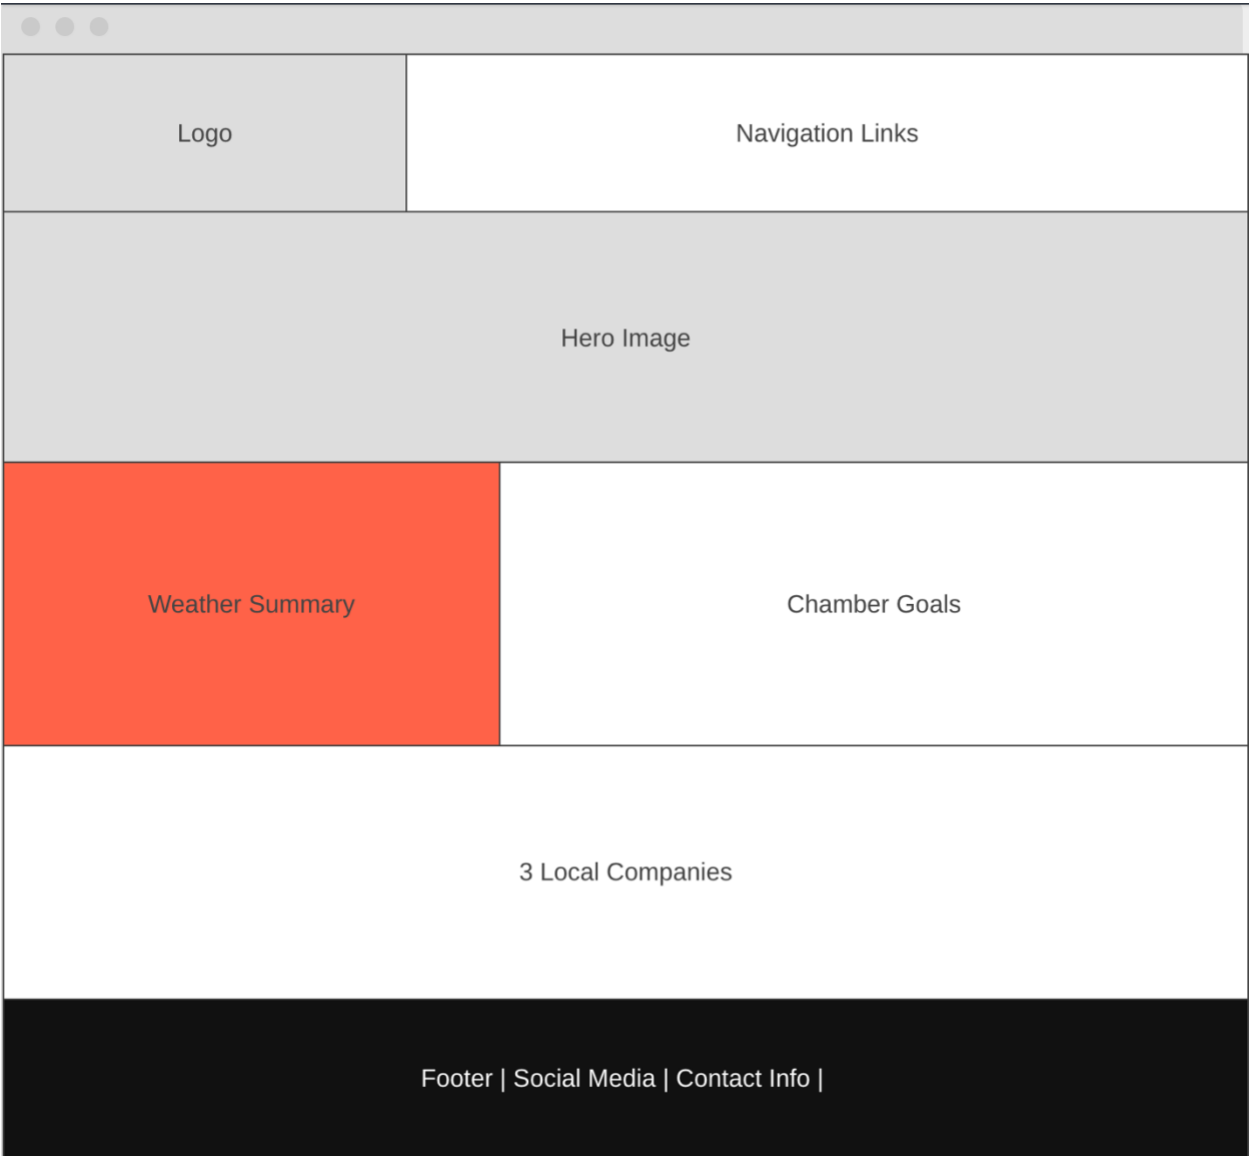 Logo
Navigation Links
Hero Image
Weather Summary
Chamber Goals
3 Local Companies
Footer | Social Media | Contact Info |